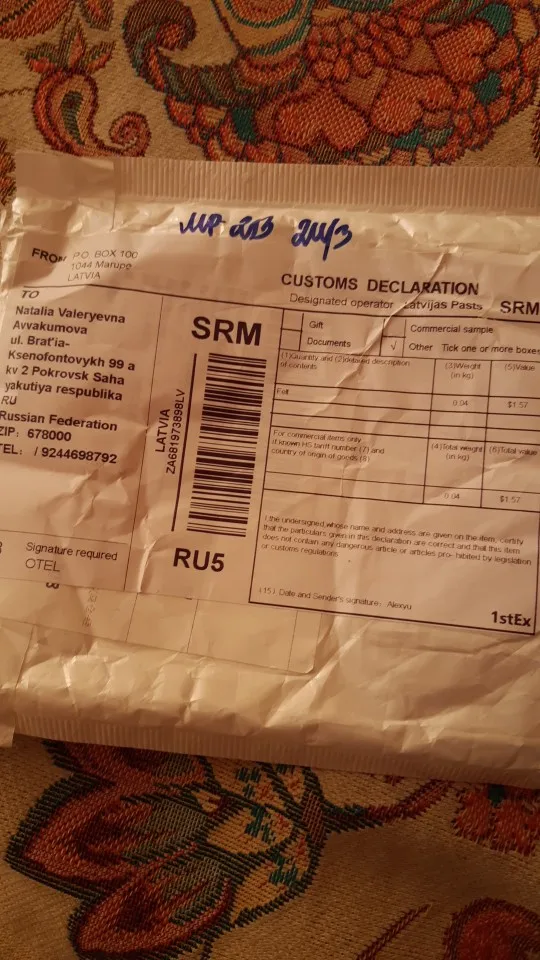 FROM P.O. BOX 100
1044 Marupe
LATVIA
CUSTOMS DECLARATION
Designated operator Latvijas Pasts SRM
TO
Natalia Valeryevna
Avvakumova
ul. Brat'ia-
Ksenofontovykh 99 a
kv 2 Pokrovsk Saha
yakutiya respublika
RU
Russian Federation
ZIP: 678000
TEL: / 9244698792
Signature required
OTEL
SRM
LATVIA
ZA681973898LV
RU5
Gift Commercial sample
Documents √ Other Tick one or more boxes
(1)Quantity and (2)detailed description of contents
(3)Weight (in kg)
(5)Value
Felt 0.04 $1.57
For commercial items only
If known HS tariff number (7) and
country of origin of goods (8)
(4)Total weight (in kg)
(6)Total value
0.04 $1.57
I ,the undersigned,whose name and address are given on the item, certify
that the particulars given in this declaration are correct and that this item
does not contain any dangerous article or articles pro- hibited by legislation
or customs regulations
(15) Date and Sender's signature: Alexyu
1stEx